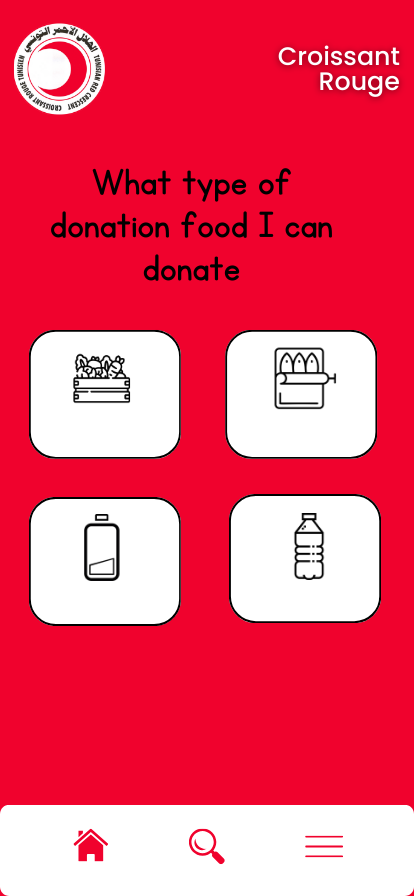 الهلال الأحمر التونسي
CROISSANT ROUGE TUNISIEN
TUNISIAN RED CRESCENT
Croissant
Rouge
What type of
donation food I can
donate